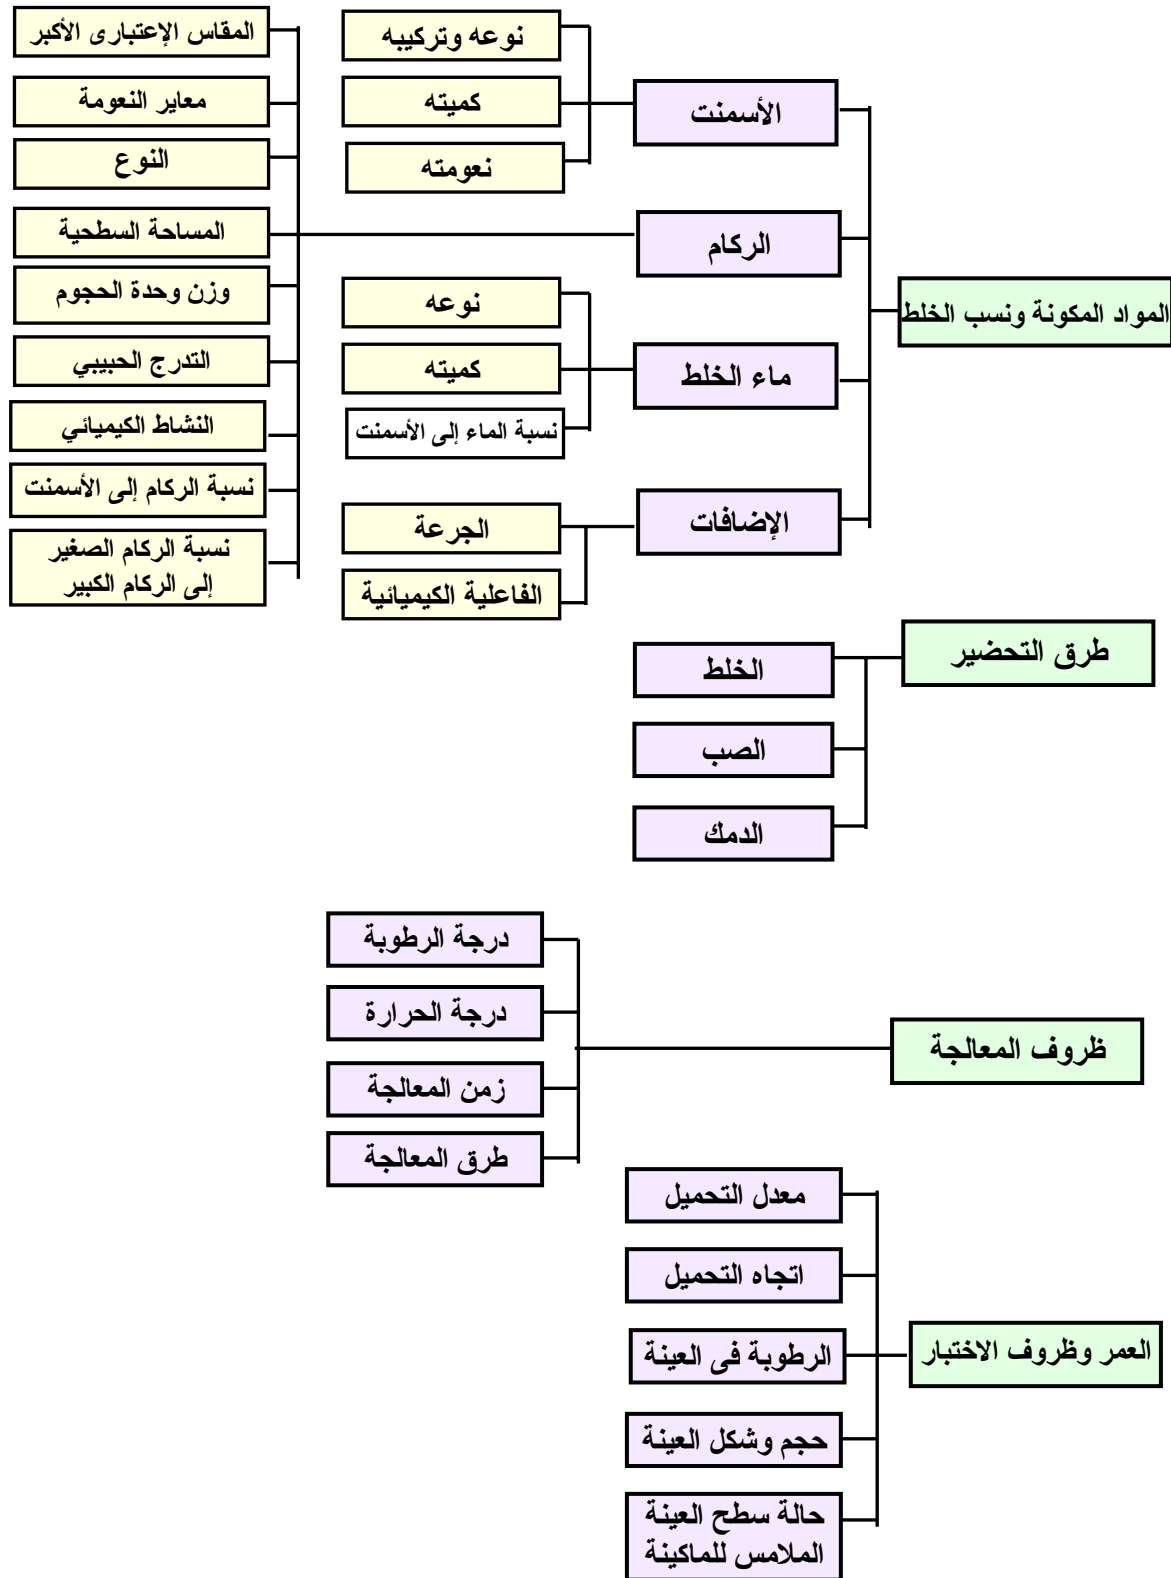 المواد المكونة ونسب الخلط
الأسمنت
نوعه وتركيبه
كميته
نعومته
الركام
المقاس الإعتبارى الأكبر
معاير النعومة
النوع
المساحة السطحية
وزن وحدة الحجوم
التدرج الحبيبي
النشاط الكيميائي
نسبة الركام إلى الأسمنت
نسبة الركام الصغير
إلى الركام الكبير
ماء الخلط
نوعه
كميته
نسبة الماء إلى الأسمنت
الإضافات
الجرعة
الفاعلية الكيميائية
طرق التحضير
الخلط
الصب
الدمك
ظروف المعالجة
درجة الرطوبة
درجة الحرارة
زمن المعالجة
طرق المعالجة
العمر وظروف الاختبار
معدل التحميل
اتجاه التحميل
الرطوبة فى العينة
حجم وشكل العينة
حالة سطح العينة
الملامس للماكينة